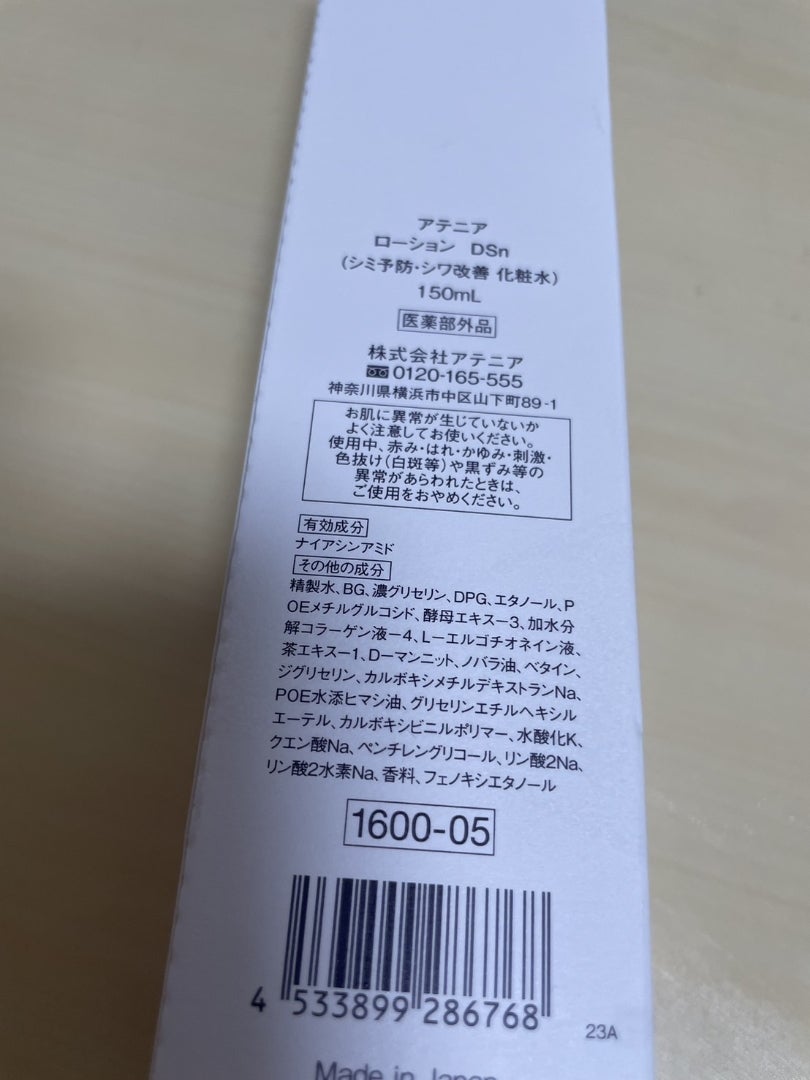 アテニア
ローション DSn
(シミ予防・シワ改善 化粧水)
150mL
医薬部外品
株式会社アテニア
0120-165-555
神奈川県横浜市中区山下町89-1
お肌に異常が生じていないか
よく注意してお使いください。
使用中、赤み・はれ・かゆみ・刺激・
色抜け(白斑等)や黒ずみ等の
異常があらわれたときは、
ご使用をおやめください。
有効成分
ナイアシンアミド
その他の成分
精製水、BG、濃グリセリン、DPG、エタノール、P
OEメチルグルコシド、酵母エキス−3、加水分
解コラーゲン液−4、L−エルゴチオネイン液、
茶エキス−1、D−マンニット、ノバラ油、ベタイン、
ジグリセリン、カルボキシメチルデキストランNa、
POE水添ヒマシ油、グリセリンエチルヘキシル
エーテル、カルボキシビニルポリマー、水酸化K、
クエン酸Na、ペンチレングリコール、リン酸2Na、
リン酸2水素Na、香料、フェノキシエタノール
1600-05
4 533899 286768
23A
Made in Japan